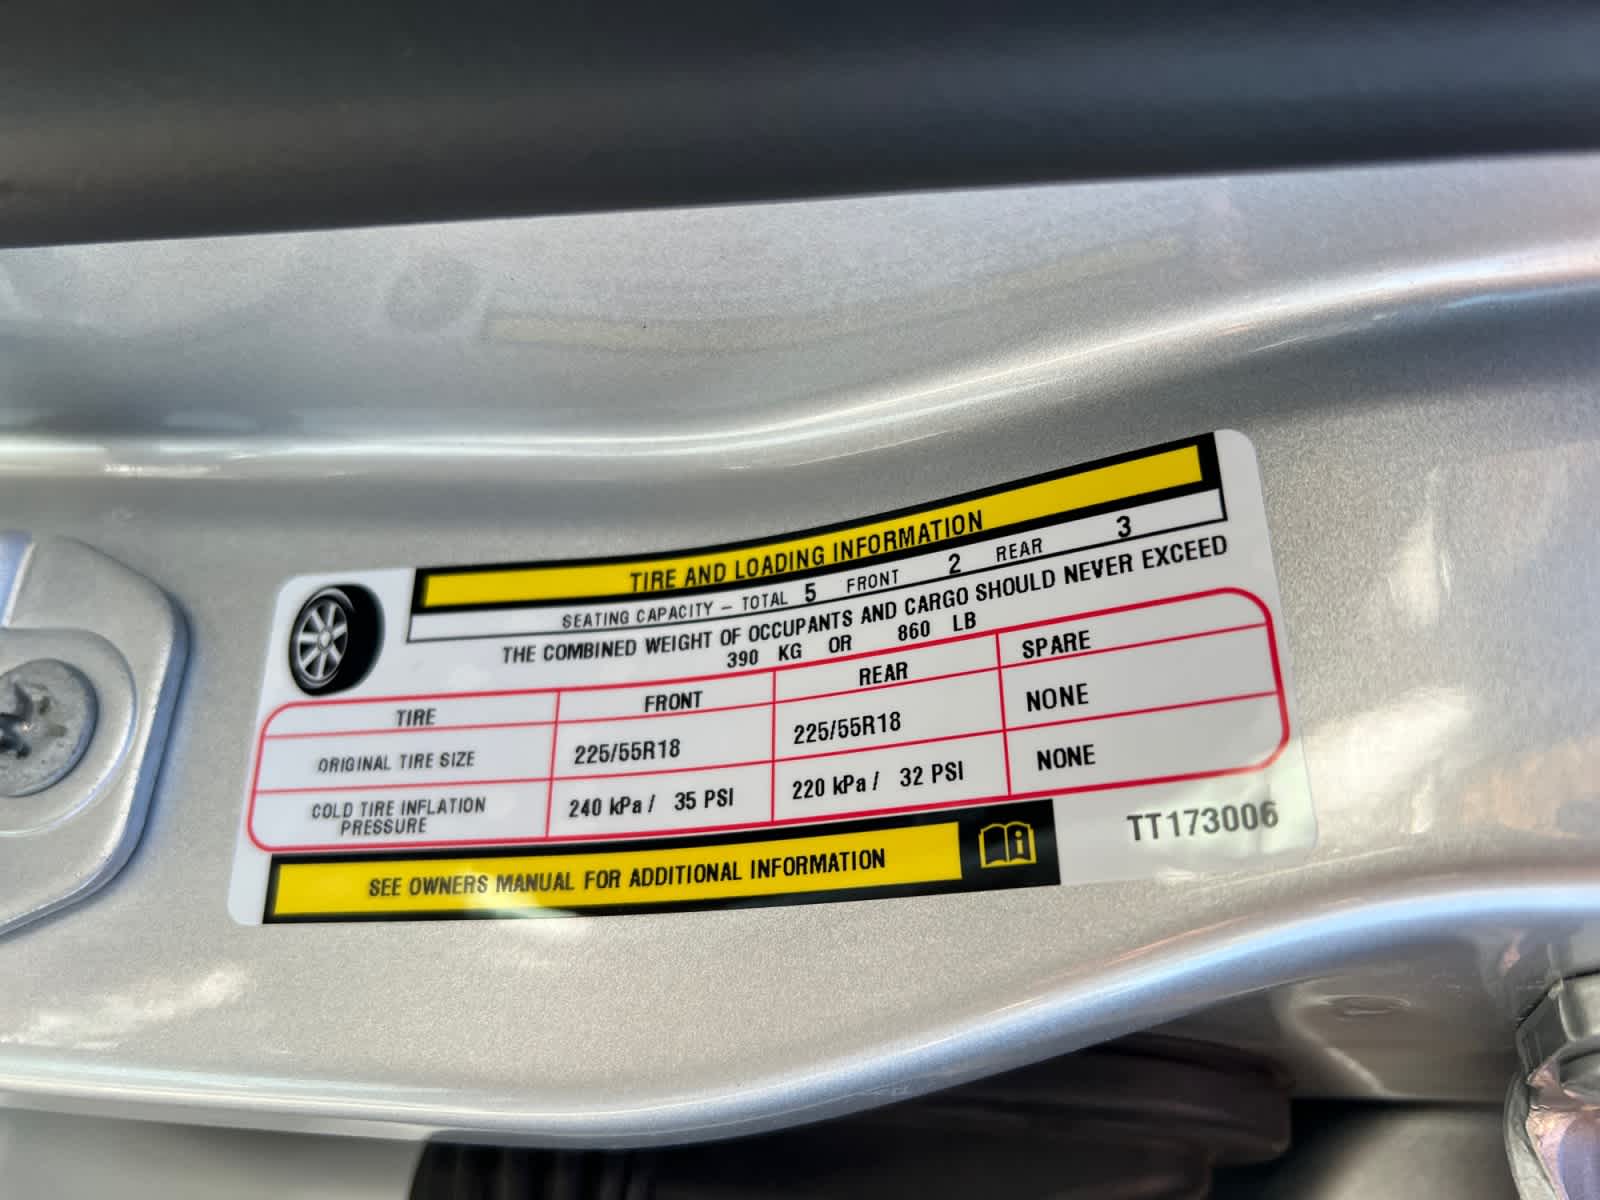 TIRE AND LOADING INFORMATION
SEATING CAPACITY – TOTAL 5 FRONT 2 REAR 3
THE COMBINED WEIGHT OF OCCUPANTS AND CARGO SHOULD NEVER EXCEED
390 KG OR 860 LB
TIRE FRONT REAR SPARE
ORIGINAL TIRE SIZE 225/55R18 225/55R18 NONE
COLD TIRE INFLATION PRESSURE 240 kPa / 35 PSI 220 kPa / 32 PSI NONE
SEE OWNERS MANUAL FOR ADDITIONAL INFORMATION
TT173006